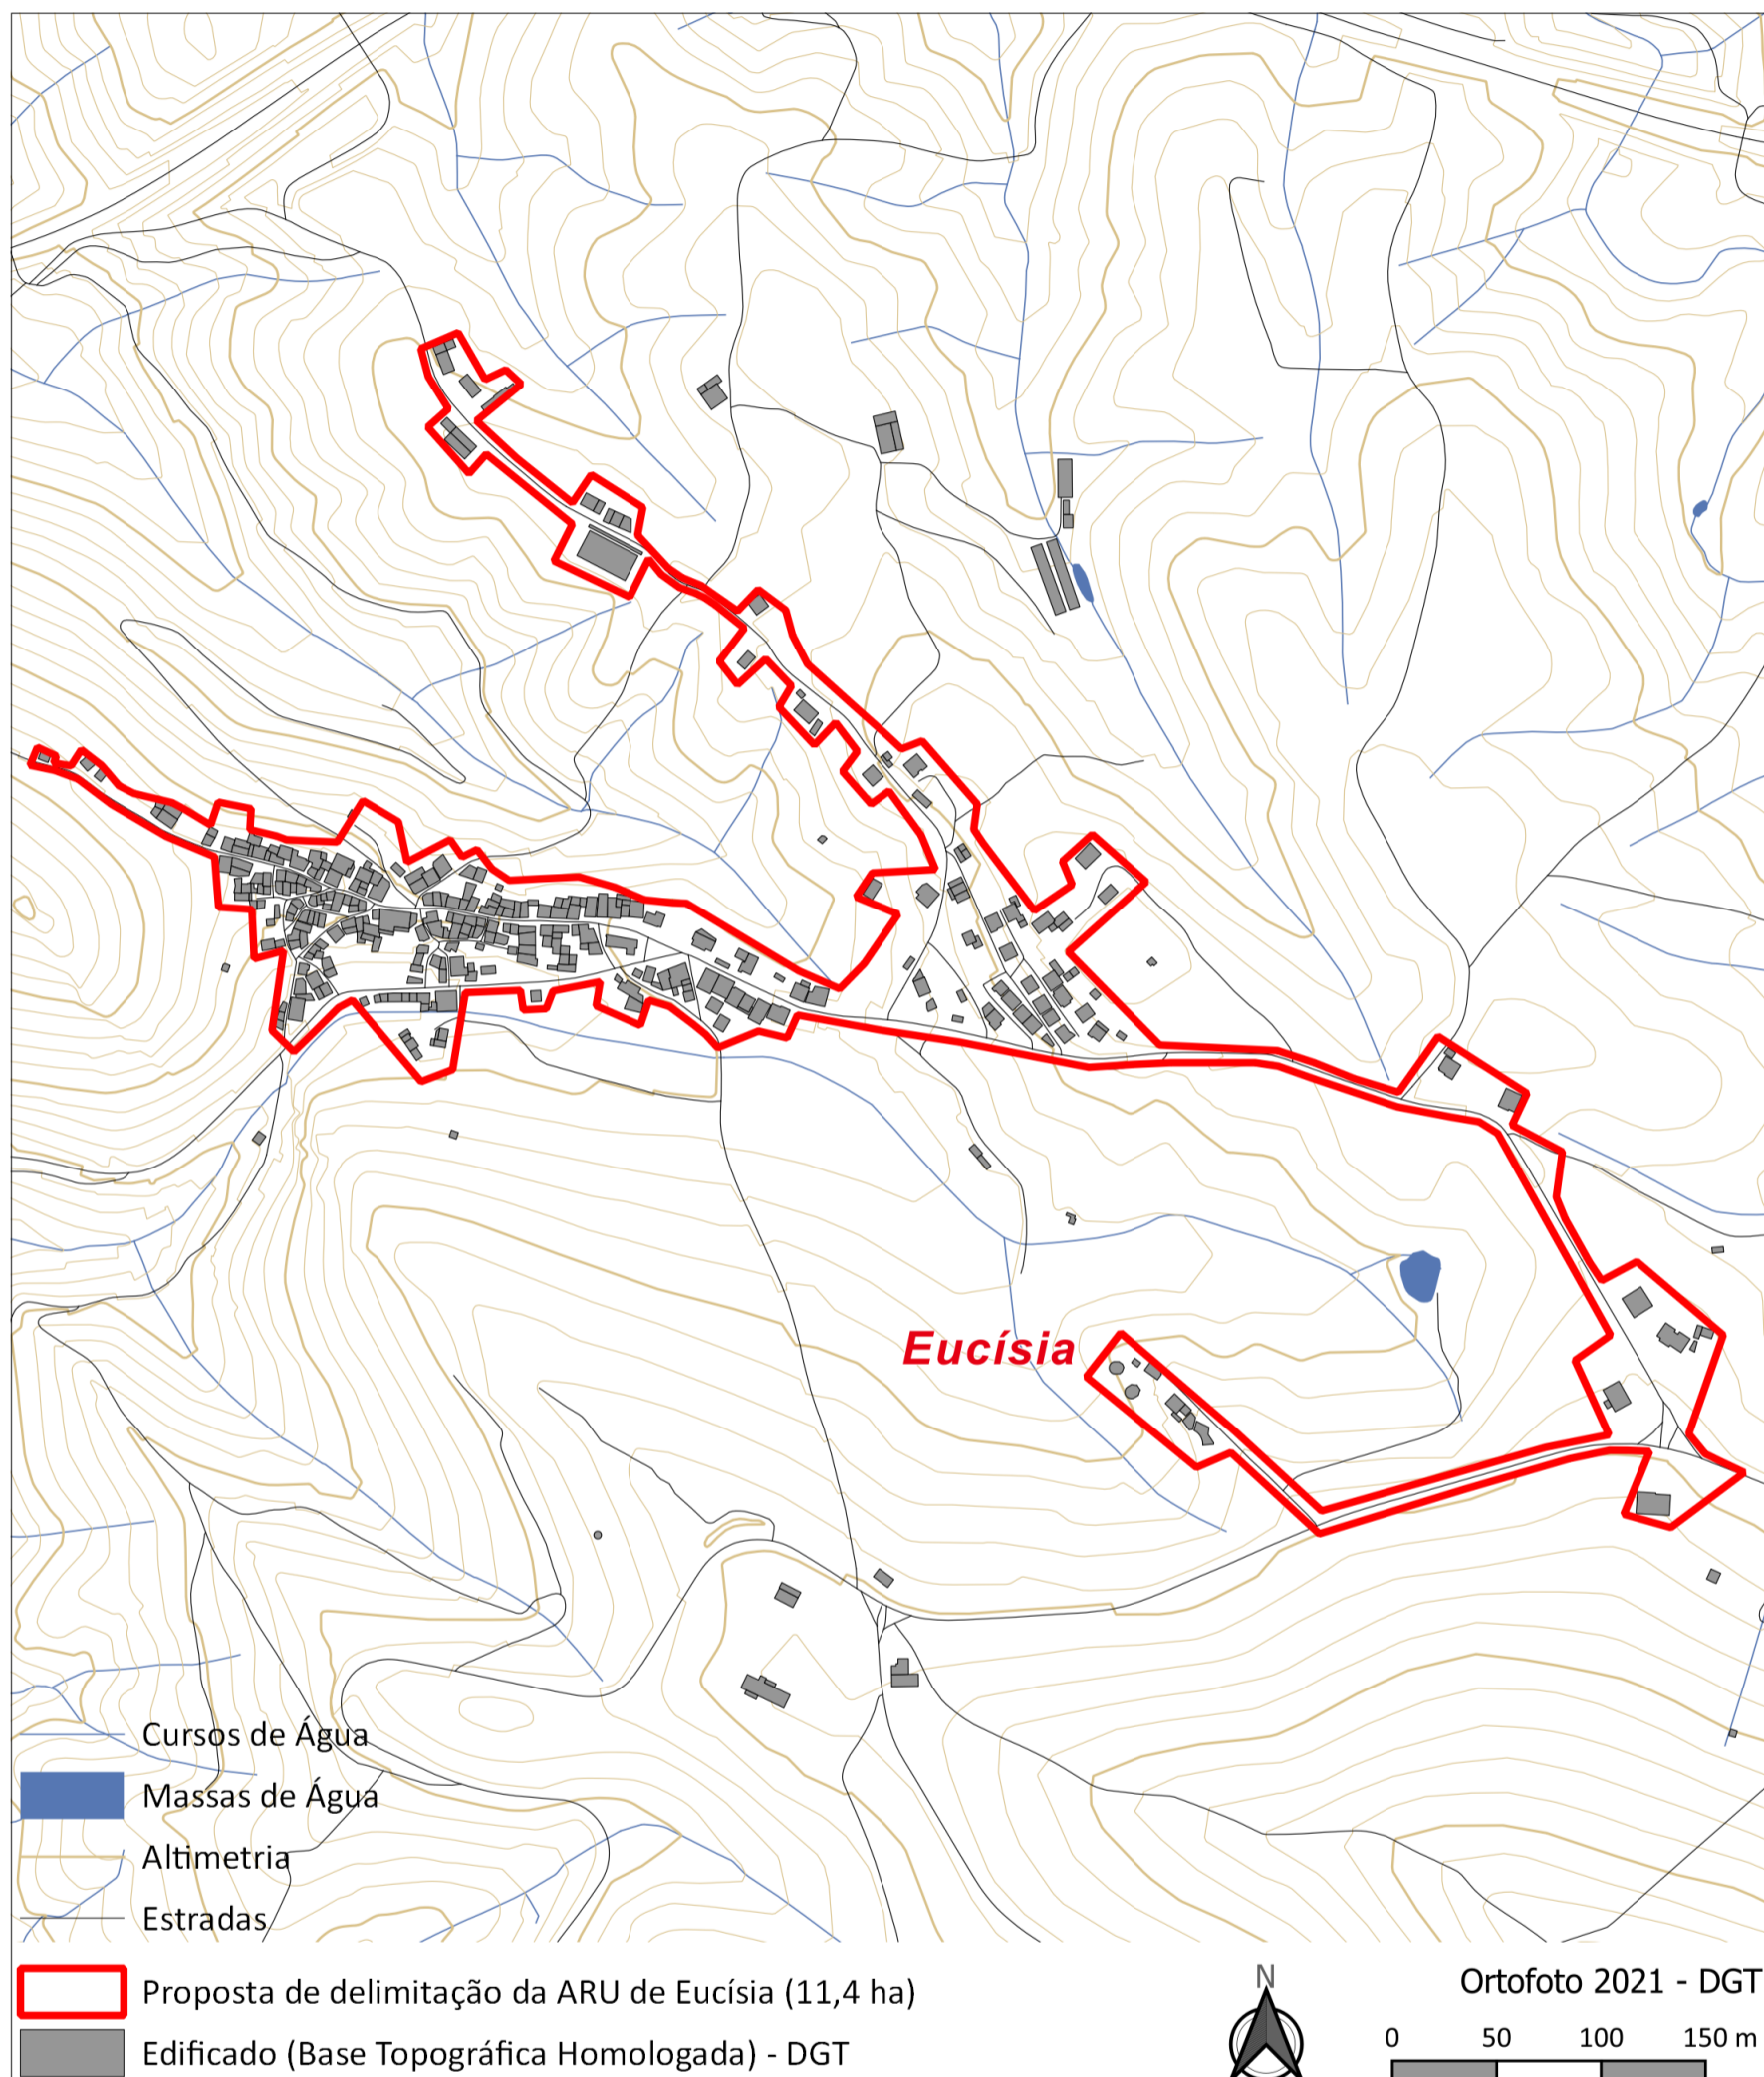 Eucísia
Cursos de Água
Massas de Água
Altimetria
Estradas
Proposta de delimitação da ARU de Eucísia (11,4 ha)
Edificado (Base Topográfica Homologada) - DGT
N
Ortofoto 2021 - DGT
0 50 100 150 m